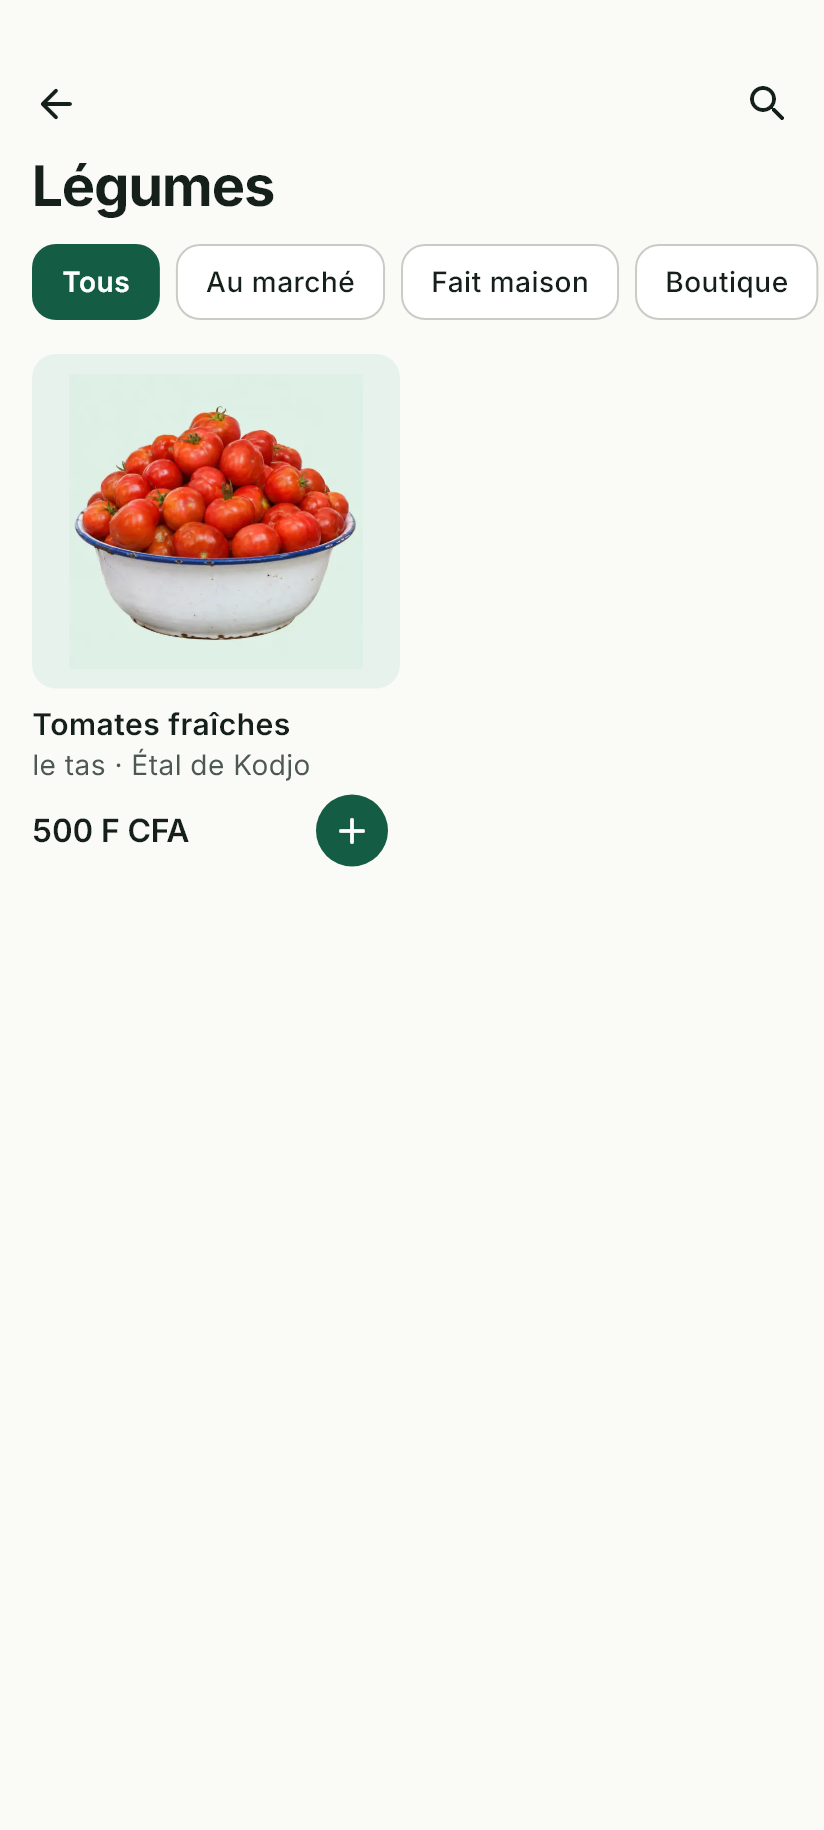 Légumes
Tous
Au marché
Fait maison
Boutique
Tomates fraîches
le tas · Étal de Kodjo
500 F CFA